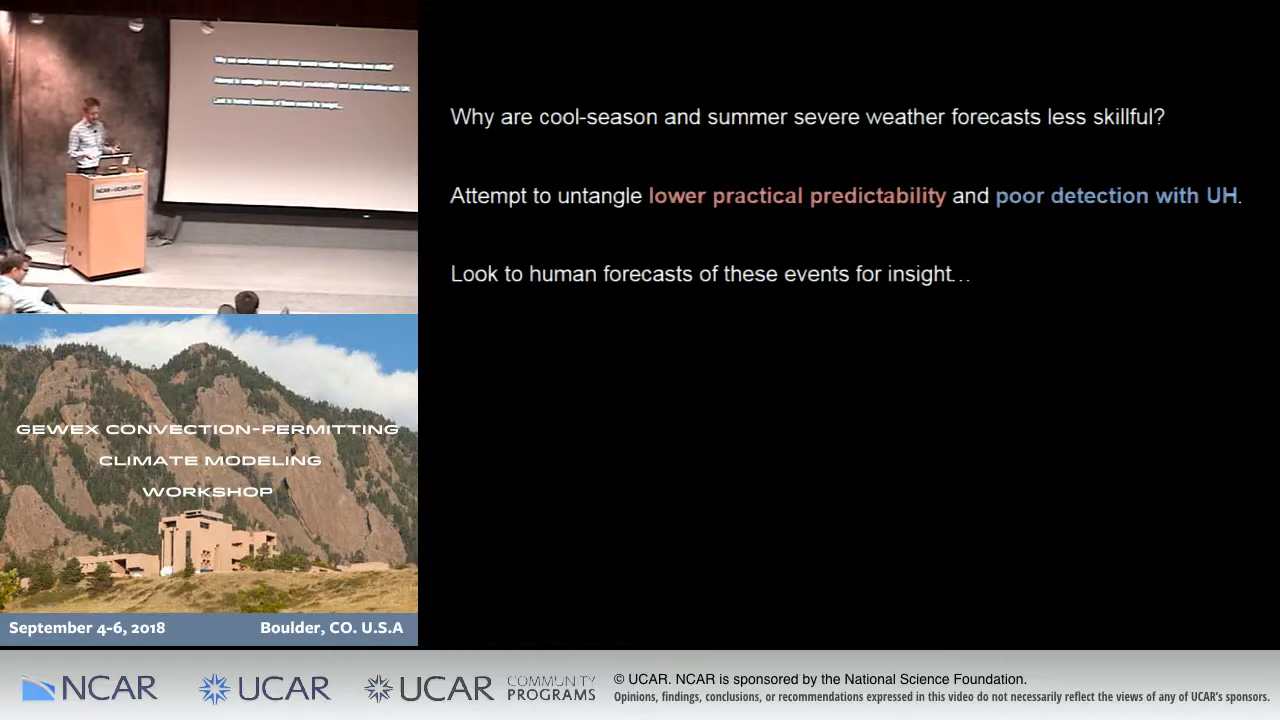 Why are cool-season and summer severe weather forecasts less skillful?
Attempt to untangle lower practical predictability and poor detection with UH.
Look to human forecasts of these events for insight…
NCAR-UCAR-UCP
GEWEX CONVECTION-PERMITTING
CLIMATE MODELING
WORKSHOP
September 4-6, 2018
Boulder, CO. U.S.A
NCAR
UCAR
UCAR
COMMUNITY
PROGRAMS
© UCAR. NCAR is sponsored by the National Science Foundation.
Opinions, findings, conclusions, or recommendations expressed in this video do not necessarily reflect the views of any of UCAR's sponsors.